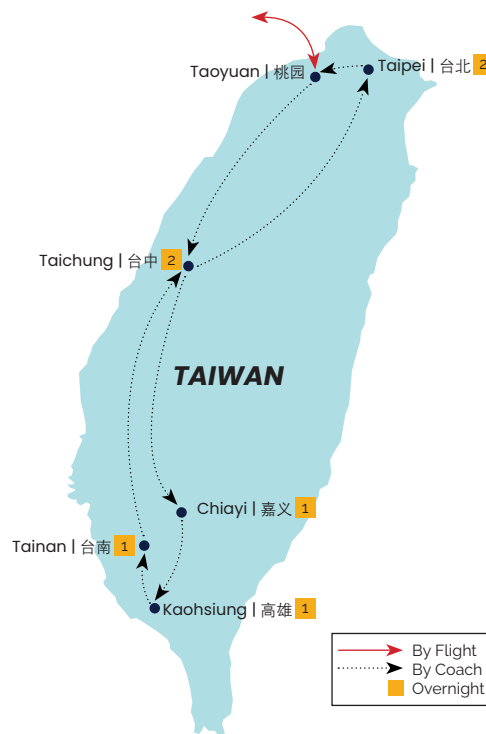 Taoyuan | 桃园
Taipei | 台北 2
Taichung | 台中 2
TAIWAN
Chiayi | 嘉义 1
Tainan | 台南 1
Kaohsiung | 高雄 1
By Flight
By Coach
Overnight